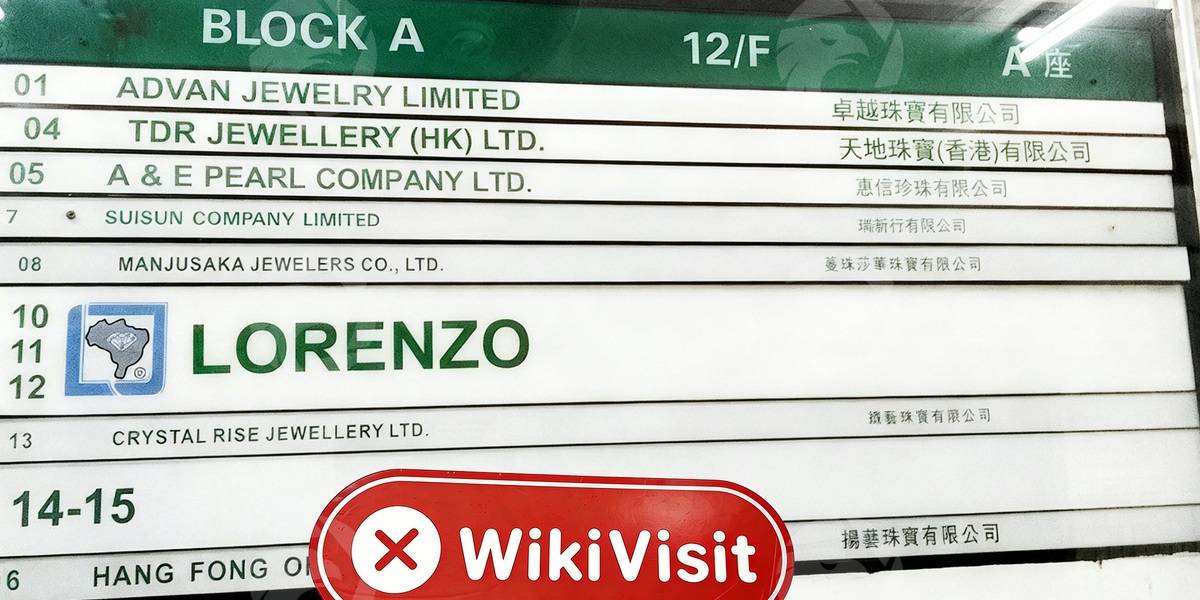 BLOCK A 12/F A座
01 ADVAN JEWELRY LIMITED 卓越珠寶有限公司
04 TDR JEWELLERY (HK) LTD. 天地珠寶(香港)有限公司
05 A & E PEARL COMPANY LTD. 惠信珍珠有限公司
7 SUISUN COMPANY LIMITED 瑞新行有限公司
08 MANJUSAKA JEWELERS CO., LTD. 蔓珠莎華珠寶有限公司
10
11 LORENZO
12
13 CRYSTAL RISE JEWELLERY LTD. 藝珠寶有限公司
14-15
6 HANG FONG 揚藝珠寶有限公司
WikiVisit